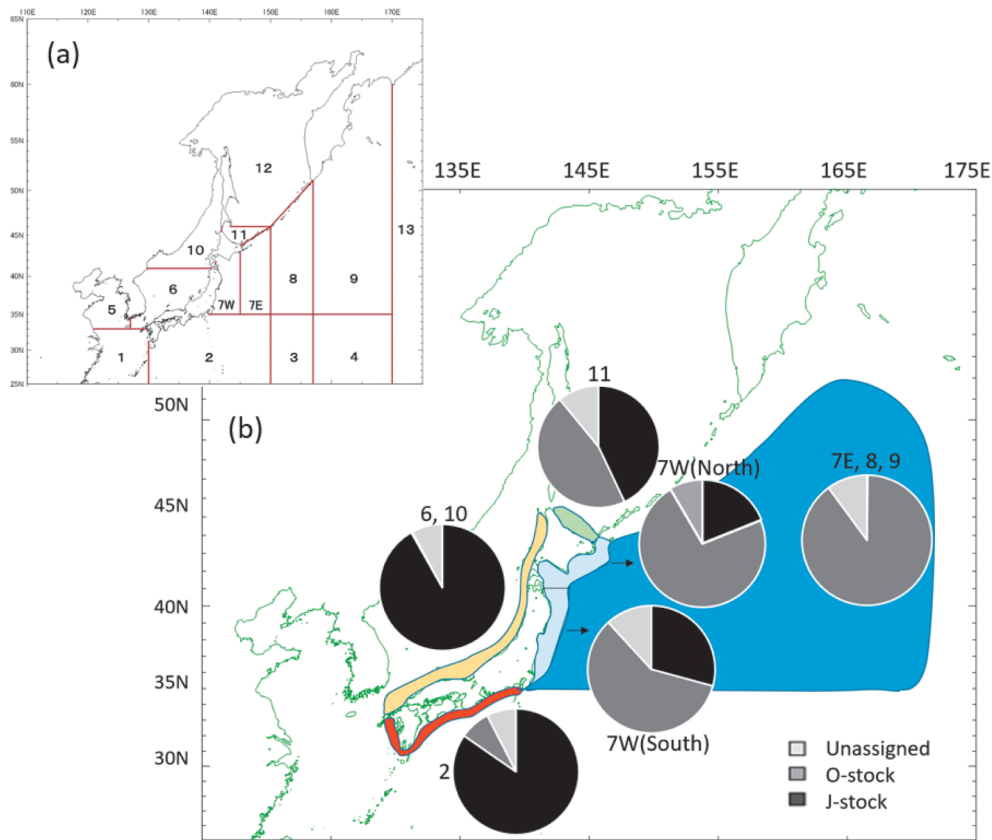 110E 120E 130E 140E 150E 160E 170E
65N
(a)
60N
55N
12
50N
13
45N
11
10
40N
8
9
6
5
7W
7E
35N
30N
1
2
3
4
25N
135E 145E 155E 165E 175E
50N
(b)
11
7W(North)
7E, 8, 9
45N
6, 10
40N
35N
7W(South)
30N
2
Unassigned
O-stock
J-stock